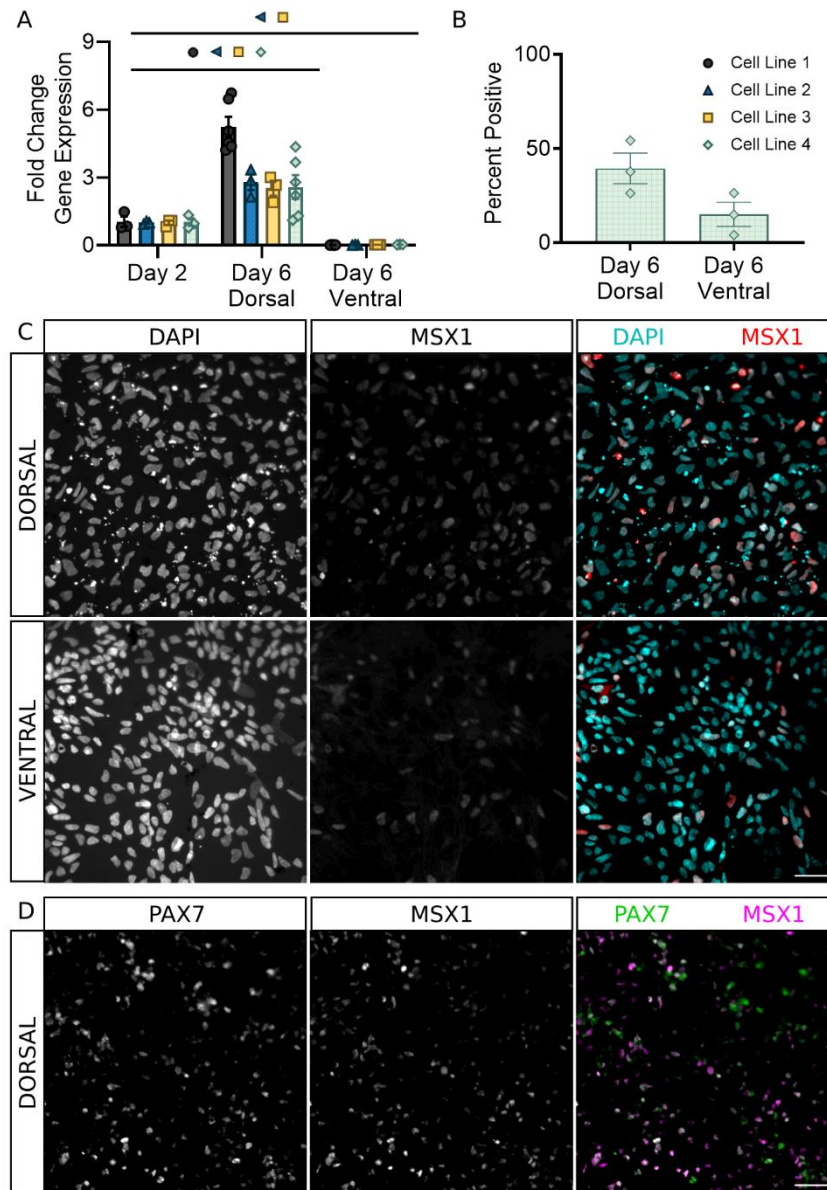 A
Fold Change
Gene Expression
9
6
3
0
Day 2
Day 6
Dorsal
Day 6
Ventral
B
Percent Positive
100
50
0
Cell Line 1
Cell Line 2
Cell Line 3
Cell Line 4
Day 6
Dorsal
Day 6
Ventral
C
DAPI
MSX1
DAPI MSX1
DORSAL
VENTRAL
D
PAX7
MSX1
PAX7 MSX1
DORSAL